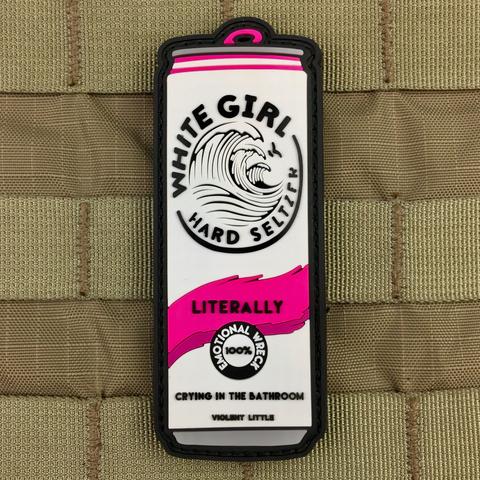 WHITE GIRL
HARD SELTZER
LITERALLY
EMOTIONAL WRECK
100%
CRYING IN THE BATHROOM
VIOLENT LITTLE